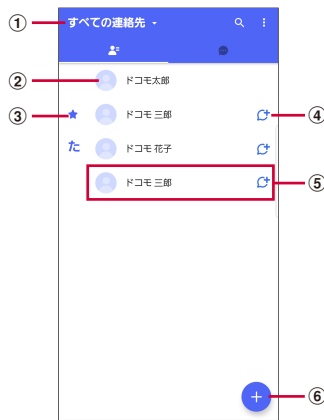 ① すべての連絡先
② ドコモ太郎
③ ドコモ 三郎 ④
た ドコモ 花子
ドコモ 三郎 ⑤
⑥